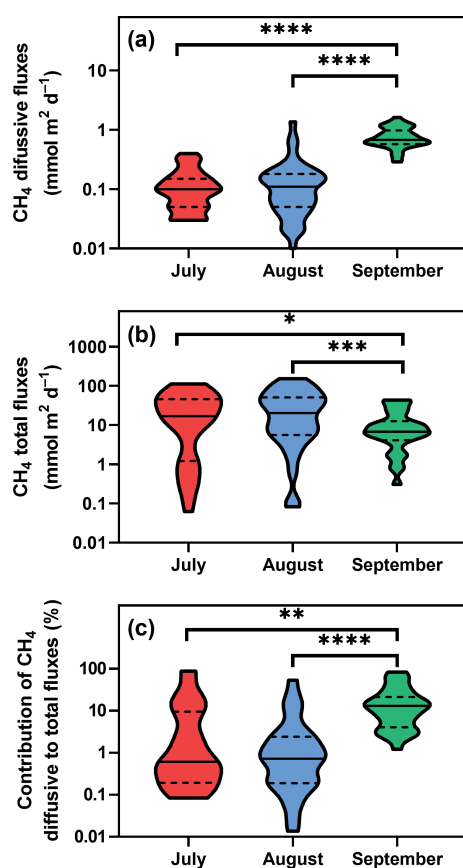 (a)
****
****
CH₄ difussive fluxes
(mmol m² d⁻¹)
10
1
0.1
0.01
July August September
(b)
*
***
CH₄ total fluxes
(mmol m² d⁻¹)
1000
100
10
1
0.1
0.01
July August September
(c)
**
****
Contribution of CH₄
diffusive to total fluxes (%)
100
10
1
0.1
0.01
July August September